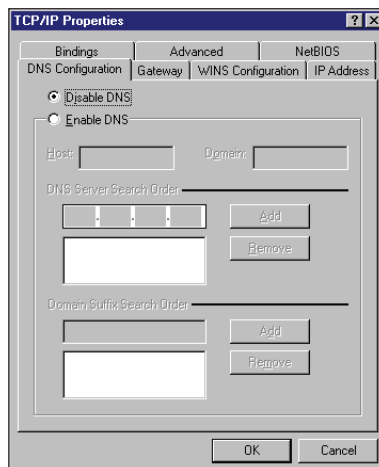 TCP/IP Properties
Bindings Advanced NetBIOS
DNS Configuration Gateway WINS Configuration IP Address
Disable DNS
Enable DNS
Host: Domain:
DNS Server Search Order
Add
Remove
Domain Suffix Search Order
Add
Remove
OK Cancel